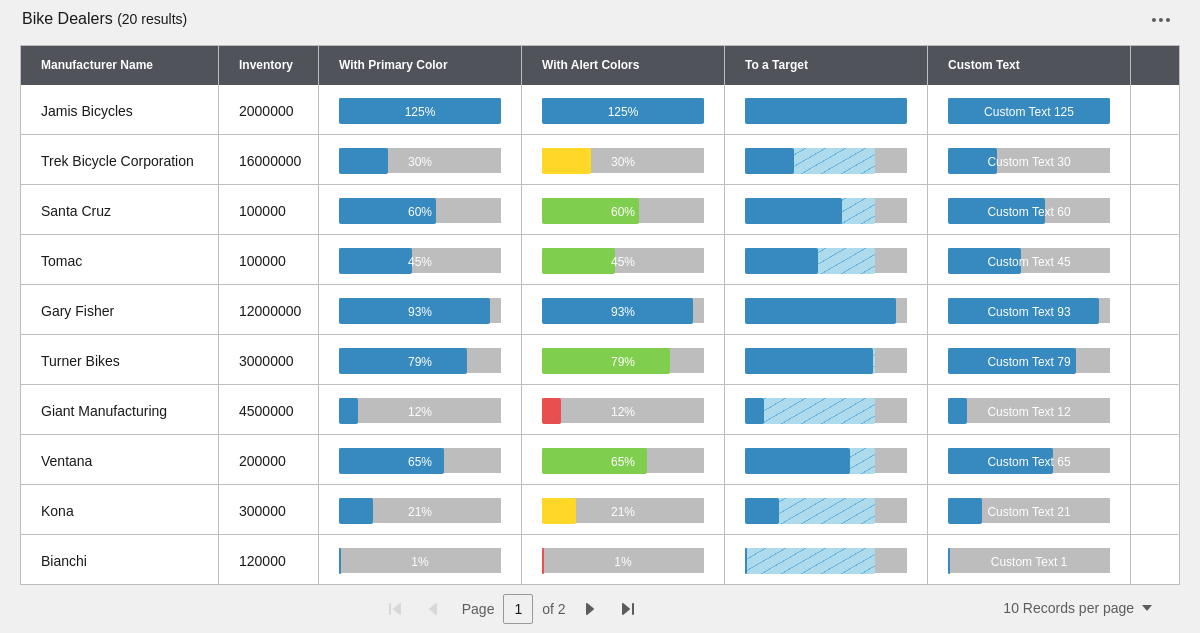 Bike Dealers (20 results)
Manufacturer Name Inventory With Primary Color With Alert Colors To a Target Custom Text
Jamis Bicycles 2000000 125% 125% Custom Text 125
Trek Bicycle Corporation 16000000 30% 30% Custom Text 30
Santa Cruz 100000 60% 60% Custom Text 60
Tomac 100000 45% 45% Custom Text 45
Gary Fisher 12000000 93% 93% Custom Text 93
Turner Bikes 3000000 79% 79% Custom Text 79
Giant Manufacturing 4500000 12% 12% Custom Text 12
Ventana 200000 65% 65% Custom Text 65
Kona 300000 21% 21% Custom Text 21
Bianchi 120000 1% 1% Custom Text 1
Page 1 of 2 10 Records per page